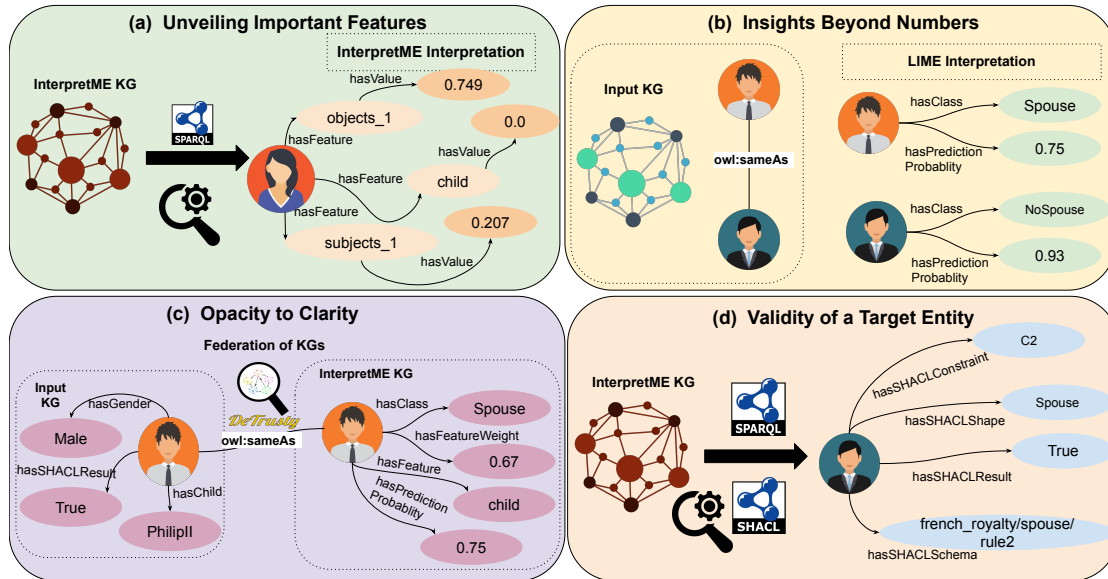 (a) Unveiling Important Features
InterpretME KG
SPARQL
InterpretME Interpretation
hasValue
0.749
objects_1
hasFeature
0.0
hasValue
hasFeature
child
hasFeature
0.207
subjects_1
hasValue
(b) Insights Beyond Numbers
Input KG
owl:sameAs
LIME Interpretation
hasClass
Spouse
hasPrediction
Probablity
0.75
hasClass
NoSpouse
hasPrediction
Probablity
0.93
(c) Opacity to Clarity
Federation of KGs
Input
KG
hasGender
Male
hasSHACLResult
True
hasChild
PhilipII
DeTrusty
owl:sameAs
InterpretME KG
hasClass
Spouse
hasFeatureWeight
0.67
hasFeature
child
hasPrediction
Probablity
0.75
(d) Validity of a Target Entity
InterpretME KG
SPARQL
SHACL
C2
hasSHACLConstraint
Spouse
hasSHACLShape
True
hasSHACLResult
french_royalty/spouse/
rule2
hasSHACLSchema